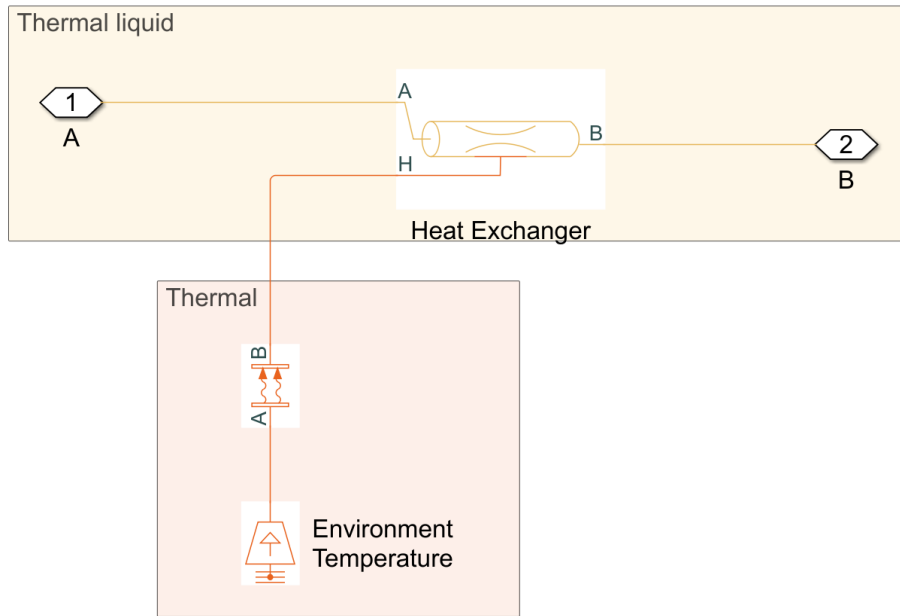 Thermal liquid
1
A
A
H
B
2
B
Heat Exchanger
Thermal
B
A
Environment
Temperature